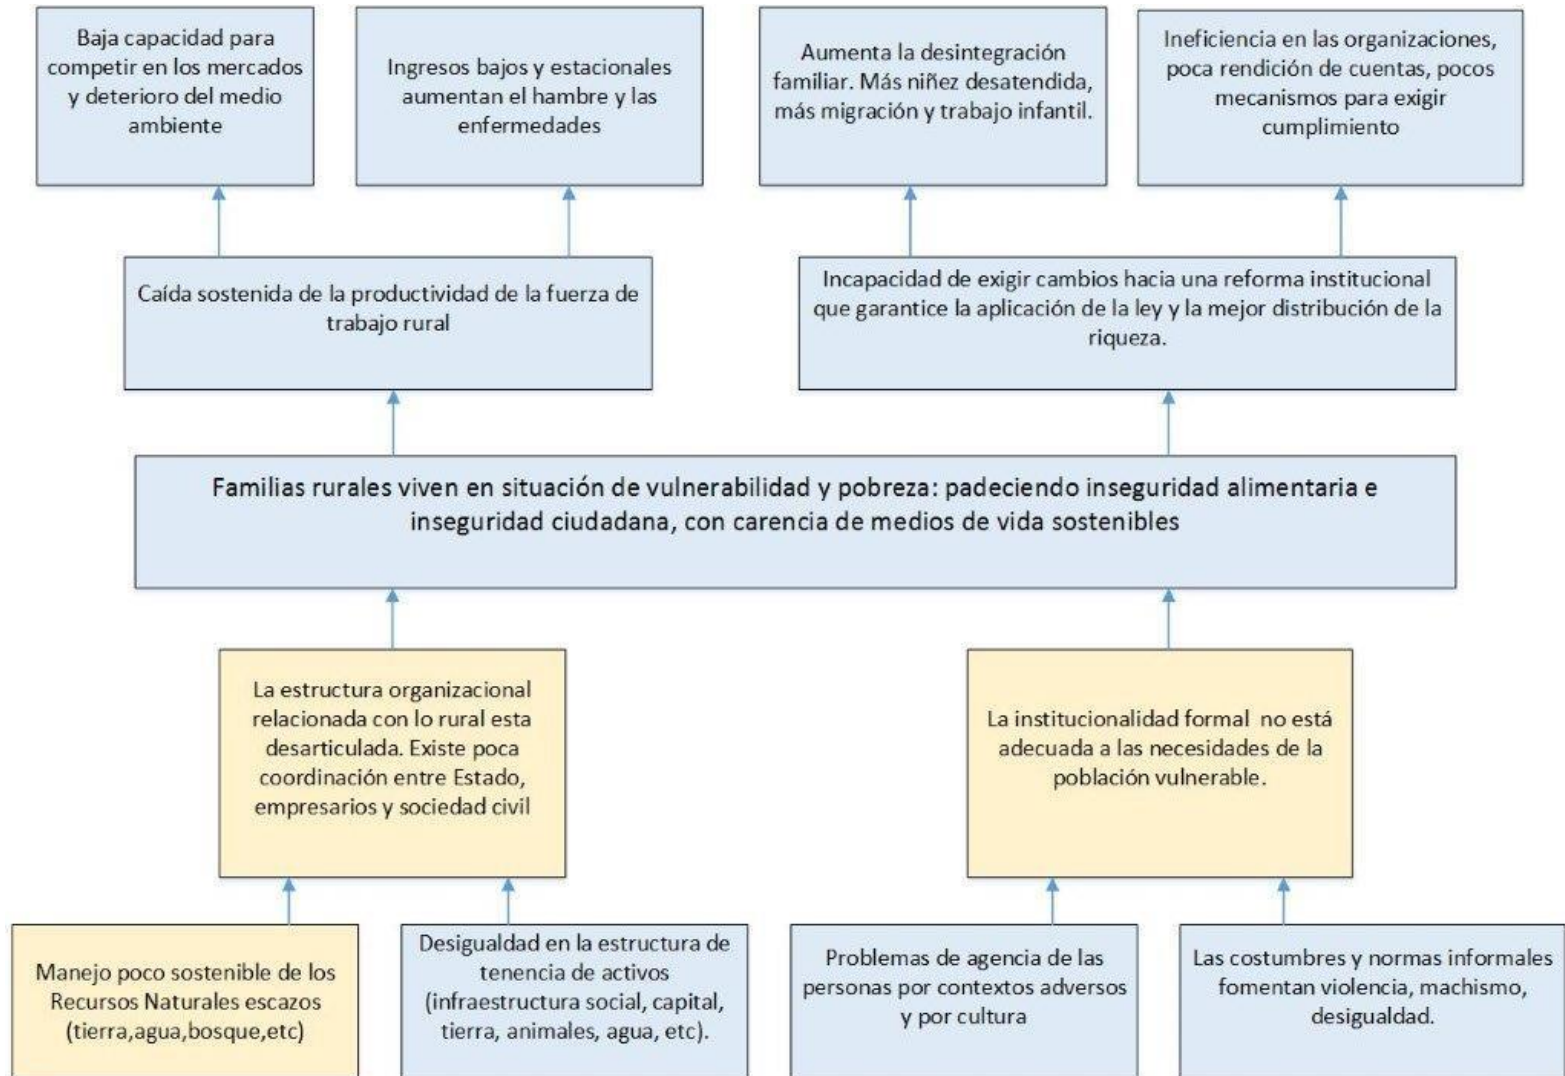 Baja capacidad para
competir en los mercados
y deterioro del medio
ambiente
Ingresos bajos y estacionales
aumentan el hambre y las
enfermedades
Aumenta la desintegración
familiar. Más niñez desatendida,
más migración y trabajo infantil.
Ineficiencia en las organizaciones,
poca rendición de cuentas, pocos
mecanismos para exigir
cumplimiento
Caída sostenida de la productividad de la fuerza de
trabajo rural
Incapacidad de exigir cambios hacia una reforma institucional
que garantice la aplicación de la ley y la mejor distribución de la
riqueza.
Familias rurales viven en situación de vulnerabilidad y pobreza: padeciendo inseguridad alimentaria e
inseguridad ciudadana, con carencia de medios de vida sostenibles
La estructura organizacional
relacionada con lo rural esta
desarticulada. Existe poca
coordinación entre Estado,
empresarios y sociedad civil
La institucionalidad formal no está
adecuada a las necesidades de la
población vulnerable.
Manejo poco sostenible de los
Recursos Naturales escazos
(tierra,agua,bosque,etc)
Desigualdad en la estructura de
tenencia de activos
(infraestructura social, capital,
tierra, animales, agua, etc).
Problemas de agencia de las
personas por contextos adversos
y por cultura
Las costumbres y normas informales
fomentan violencia, machismo,
desigualdad.